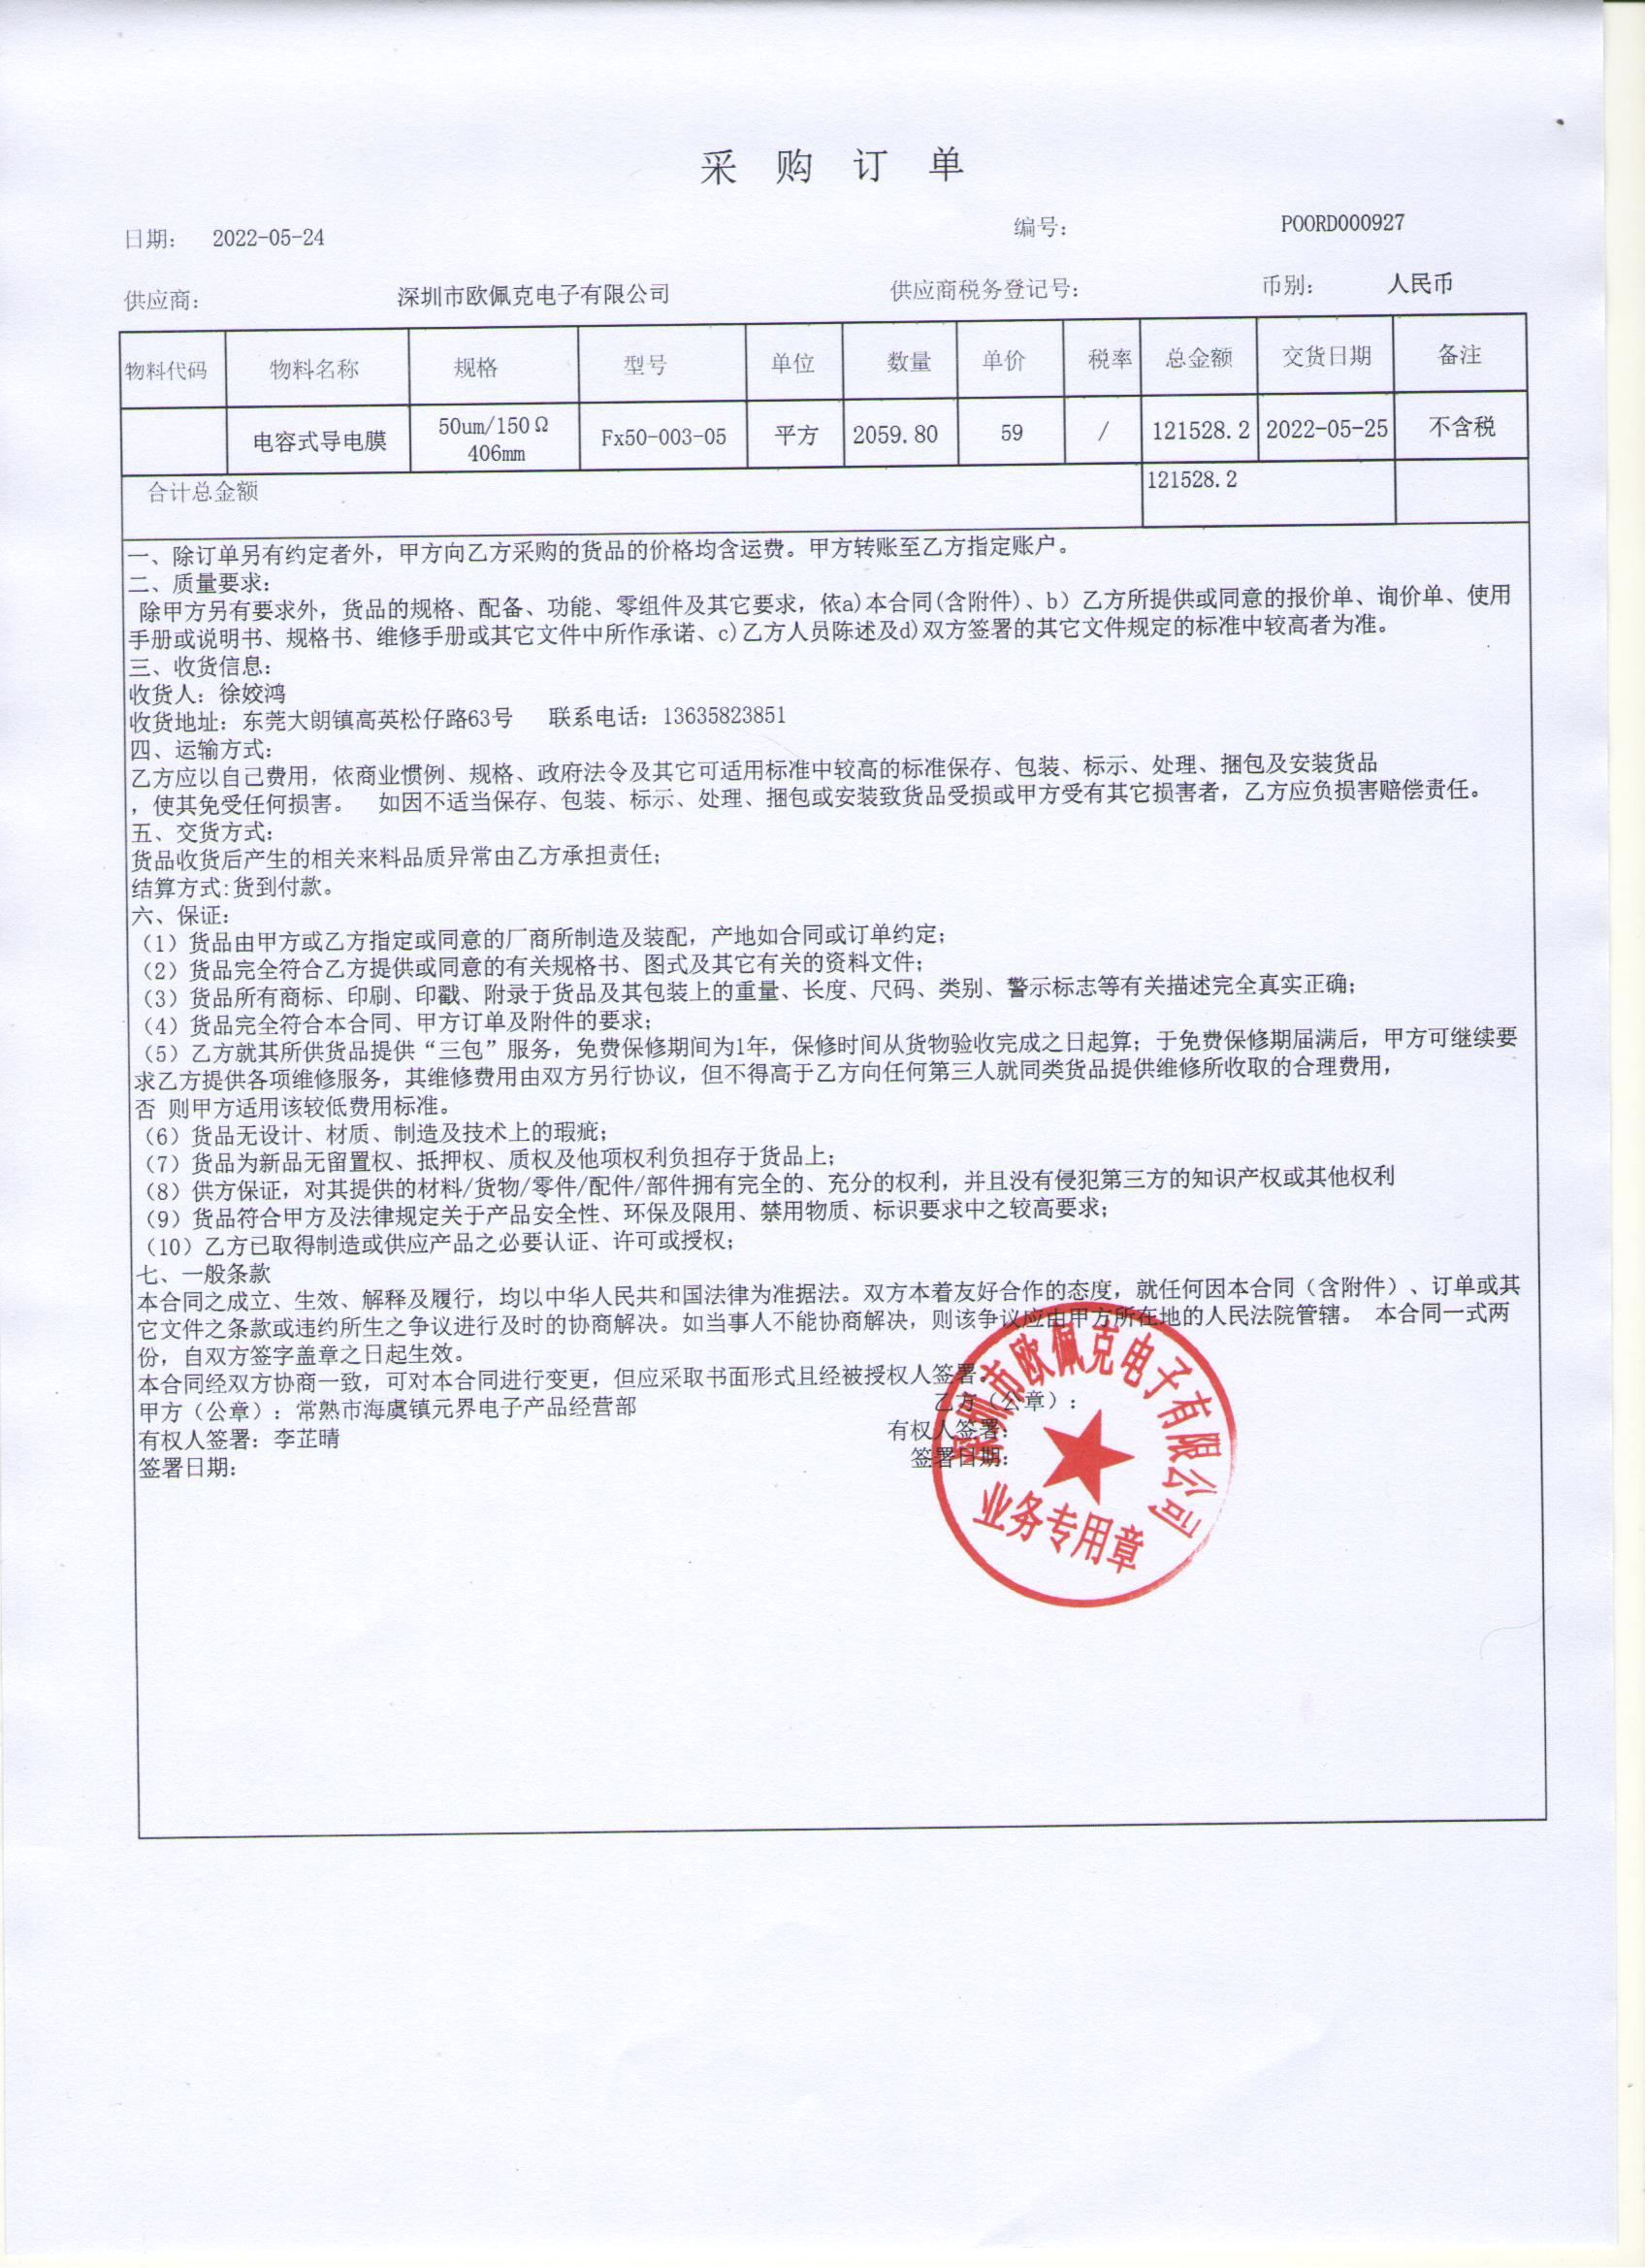 采 购 订 单
日期: 2022-05-24 编号: POORD000927
供应商: 深圳市欧佩克电子有限公司 供应商税务登记号: 币别: 人民币
物料代码 物料名称 规格 型号 单位 数量 单价 税率 总金额 交货日期 备注
电容式导电膜 50um/150Ω 406mm Fx50-003-05 平方 2059.80 59 / 121528.2 2022-05-25 不含税
合计总金额 121528.2
一、除订单另有约定者外，甲方向乙方采购的货品的价格均含运费。甲方转账至乙方指定账户。
二、质量要求:
除甲方另有要求外，货品的规格、配备、功能、零组件及其它要求，依a)本合同(含附件)、b）乙方所提供或同意的报价单、询价单、使用
手册或说明书、规格书、维修手册或其它文件中所作承诺、c)乙方人员陈述及d)双方签署的其它文件规定的标准中较高者为准。
三、收货信息:
收货人: 徐姣鸿
收货地址: 东莞大朗镇高英松仔路63号 联系电话: 13635823851
四、运输方式:
乙方应以自己费用，依商业惯例、规格、政府法令及其它可适用标准中较高的标准保存、包装、标示、处理、捆包及安装货品
，使其免受任何损害。 如因不适当保存、包装、标示、处理、捆包或安装致货品受损或甲方受有其它损害者，乙方应负损害赔偿责任。
五、交货方式:
货品收货后产生的相关来料品质异常由乙方承担责任;
结算方式:货到付款。
六、保证:
（1）货品由甲方或乙方指定或同意的厂商所制造及装配，产地如合同或订单约定;
（2）货品完全符合乙方提供或同意的有关规格书、图式及其它有关的资料文件;
（3）货品所有商标、印刷、印戳、附录于货品及其包装上的重量、长度、尺码、类别、警示标志等有关描述完全真实正确;
（4）货品完全符合本合同、甲方订单及附件的要求;
（5）乙方就其所供货品提供“三包”服务，免费保修期间为1年，保修时间从货物验收完成之日起算; 于免费保修期届满后，甲方可继续要
求乙方提供各项维修服务，其维修费用由双方另行协议，但不得高于乙方向任何第三人就同类货品提供维修所收取的合理费用，
否 则甲方适用该较低费用标准。
（6）货品无设计、材质、制造及技术上的瑕疵;
（7）货品为新品无留置权、抵押权、质权及他项权利负担存于货品上;
（8）供方保证，对其提供的材料/货物/零件/配件/部件拥有完全的、充分的权利，并且没有侵犯第三方的知识产权或其他权利
（9）货品符合甲方及法律规定关于产品安全性、环保及限用、禁用物质、标识要求中之较高要求;
（10）乙方已取得制造或供应产品之必要认证、许可或授权;
七、一般条款
本合同之成立、生效、解释及履行，均以中华人民共和国法律为准据法。双方本着友好合作的态度，就任何因本合同（含附件）、订单或其
它文件之条款或违约所生之争议进行及时的协商解决。如当事人不能协商解决，则该争议应由甲方所在地的人民法院管辖。 本合同一式两
份，自双方签字盖章之日起生效。
本合同经双方协商一致，可对本合同进行变更，但应采取书面形式且经被授权人签署。
甲方（公章）: 常熟市海虞镇元界电子产品经营部 乙方（公章）:
有权人签署: 李芷晴 有权人签署:
签署日期: 签署日期:
深圳市欧佩克电子有限公司
业务专用章